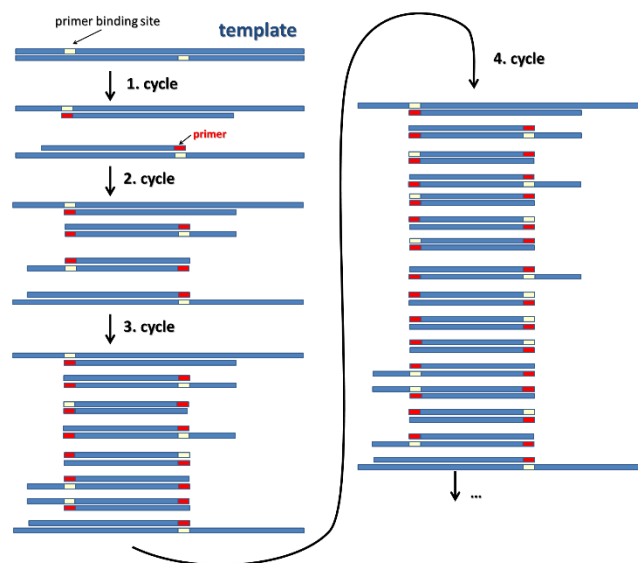 primer binding site
template
1. cycle
primer
2. cycle
3. cycle
4. cycle
...